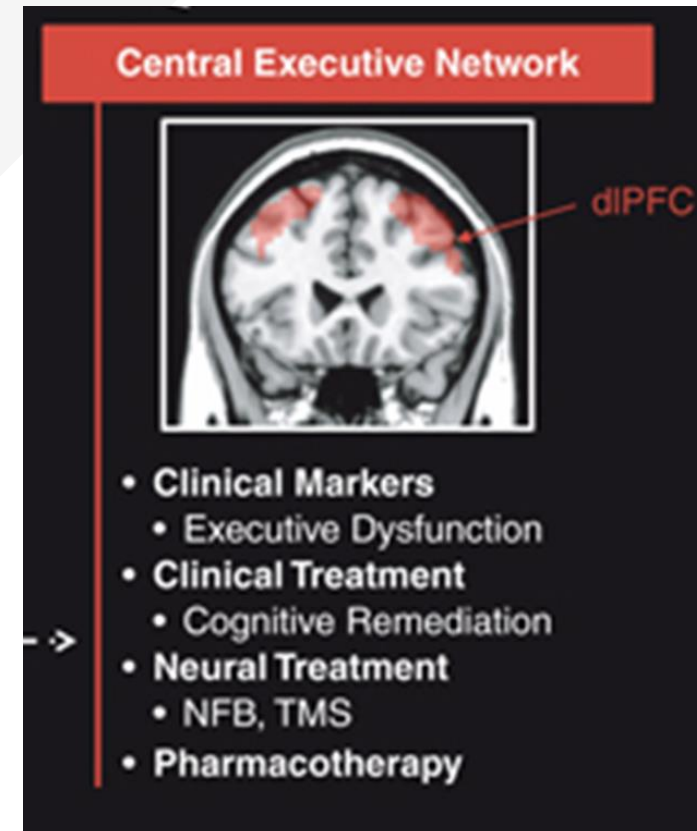 Central Executive Network
dlPFC
• Clinical Markers
• Executive Dysfunction
• Clinical Treatment
• Cognitive Remediation
• Neural Treatment
• NFB, TMS
• Pharmacotherapy